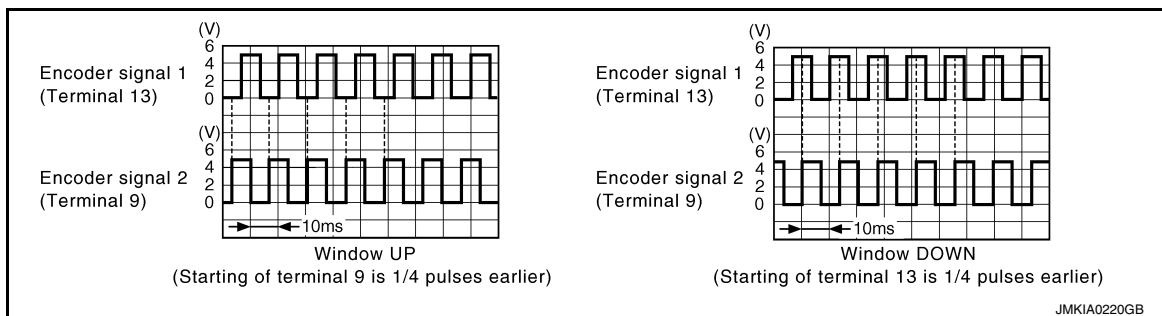 (V)
6
4
2
0
Encoder signal 1
(Terminal 13)
(V)
6
4
2
0
Encoder signal 2
(Terminal 9)
10ms
Window UP
(Starting of terminal 9 is 1/4 pulses earlier)
(V)
6
4
2
0
Encoder signal 1
(Terminal 13)
(V)
6
4
2
0
Encoder signal 2
(Terminal 9)
10ms
Window DOWN
(Starting of terminal 13 is 1/4 pulses earlier)
JMKIA0220GB